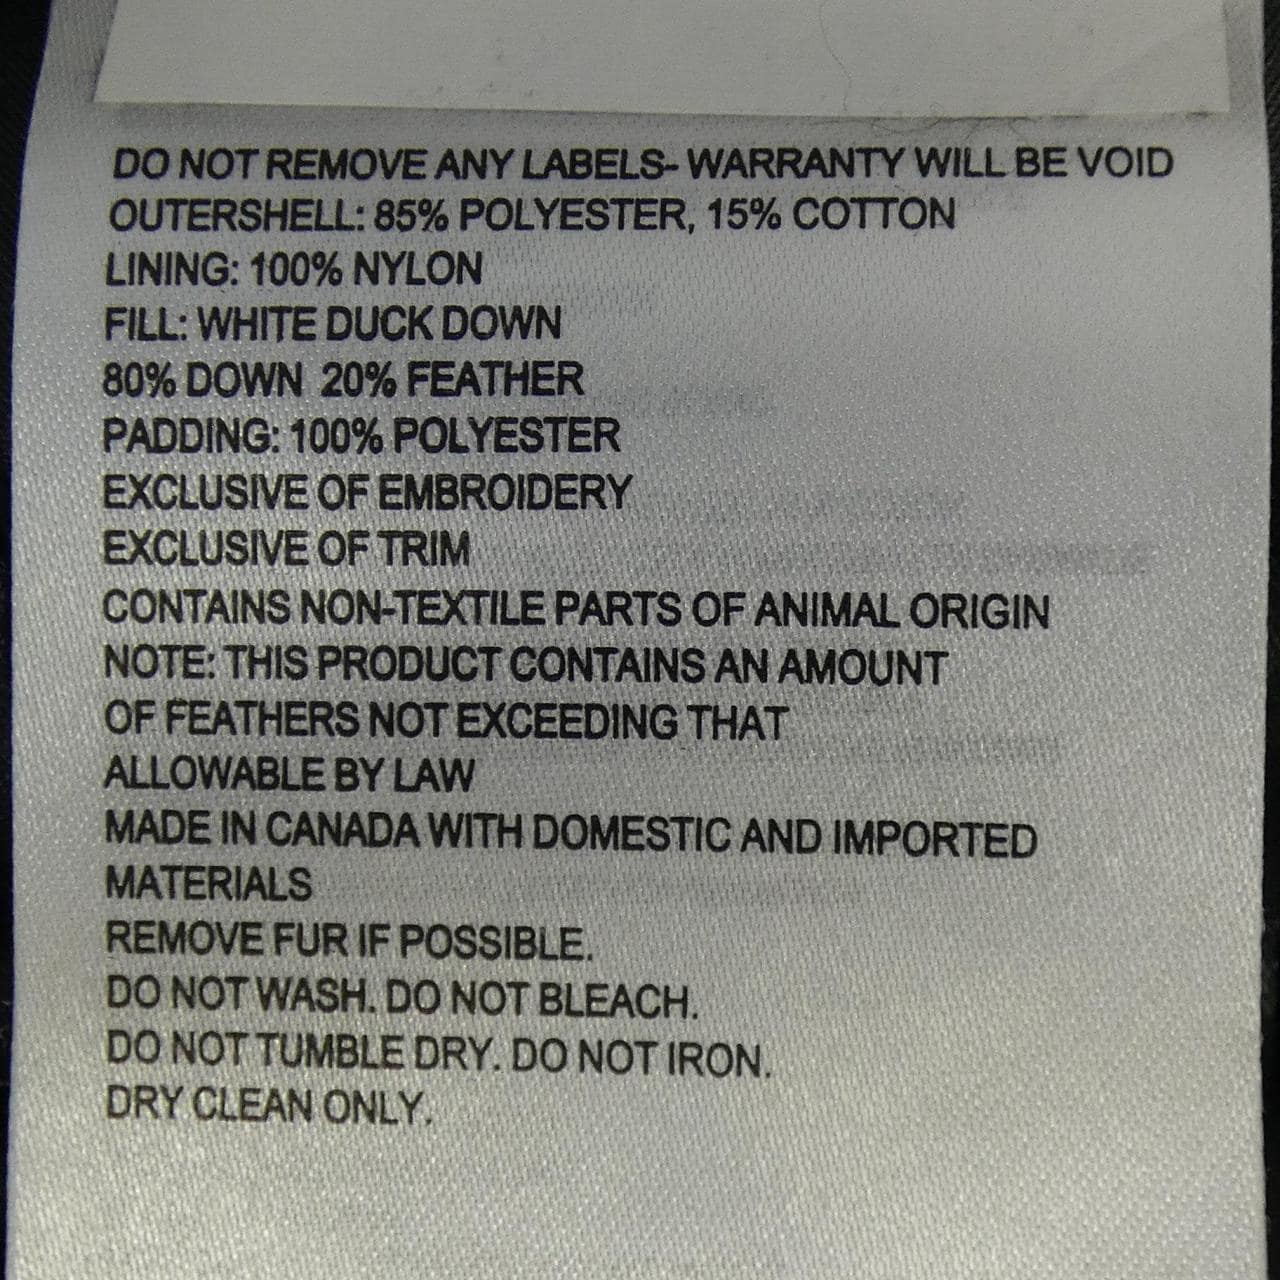 DO NOT REMOVE ANY LABELS- WARRANTY WILL BE VOID
OUTERSHELL: 85% POLYESTER, 15% COTTON
LINING: 100% NYLON
FILL: WHITE DUCK DOWN
80% DOWN 20% FEATHER
PADDING: 100% POLYESTER
EXCLUSIVE OF EMBROIDERY
EXCLUSIVE OF TRIM
CONTAINS NON-TEXTILE PARTS OF ANIMAL ORIGIN
NOTE: THIS PRODUCT CONTAINS AN AMOUNT
OF FEATHERS NOT EXCEEDING THAT
ALLOWABLE BY LAW
MADE IN CANADA WITH DOMESTIC AND IMPORTED
MATERIALS
REMOVE FUR IF POSSIBLE.
DO NOT WASH. DO NOT BLEACH.
DO NOT TUMBLE DRY. DO NOT IRON.
DRY CLEAN ONLY.